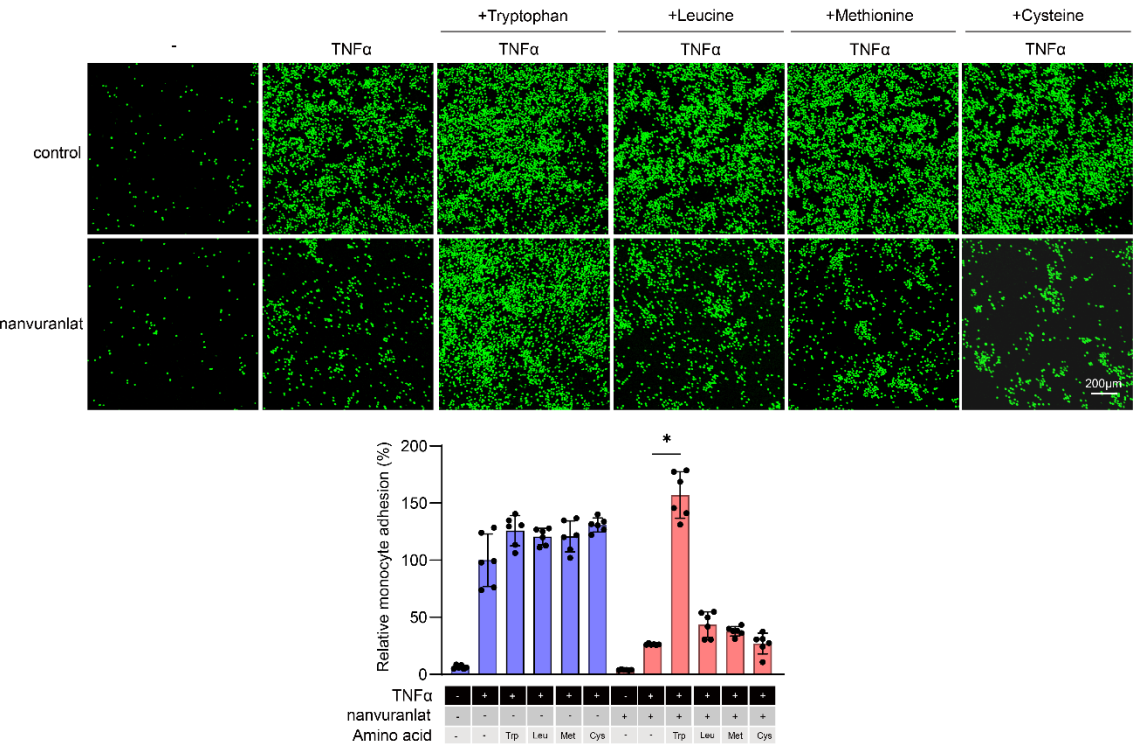 +Tryptophan +Leucine +Methionine +Cysteine
- TNFα TNFα TNFα TNFα TNFα
control
nanvuranlat
200μm
Relative monocyte adhesion (%)
200
150
100
50
0
*
TNFα - + + + + + - + + + + +
nanvuranlat - - - - - - + + + + + +
Amino acid - - Trp Leu Met Cys - - Trp Leu Met Cys